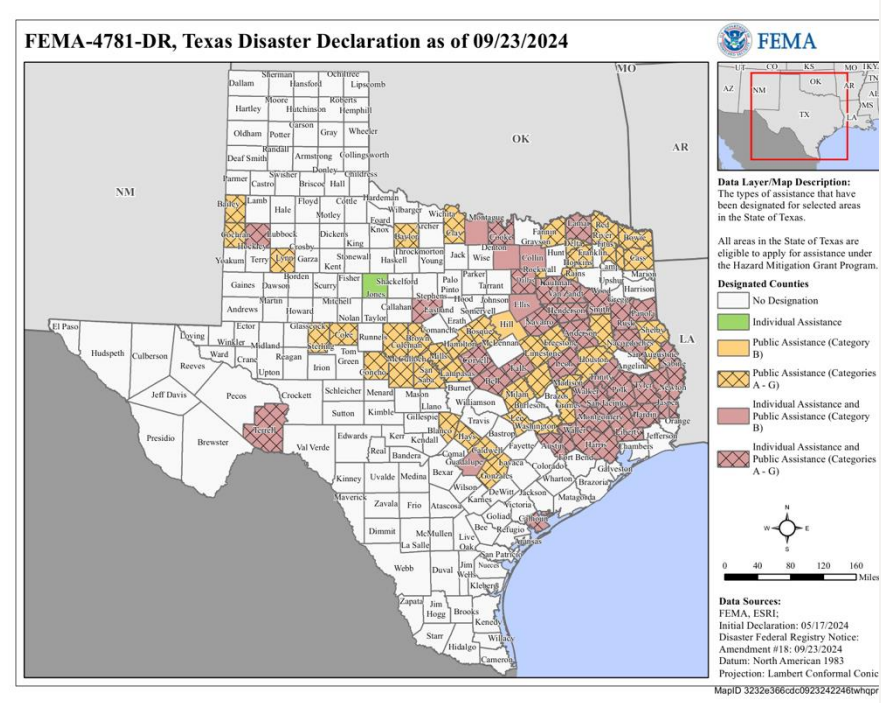 FEMA-4781-DR, Texas Disaster Declaration as of 09/23/2024
FEMA
MO
OK
AR
NM
LA
UT CO KS MO KY
AZ NM OK AR TN
MS AL
TX LA
Dallam Sherman Hansford Ochiltree Lipscomb
Hartley Moore Hutchinson Roberts Hemphill
Oldham Potter Carson Gray Wheeler
Deaf Smith Randall Armstrong Donley Collingsworth
Parmer Castro Swisher Briscoe Hall Childress
Bailey Lamb Hale Floyd Motley Cottle Foard Hardeman Wilbarger Wichita Clay Montague Cooke Grayson Fannin Lamar Red River Bowie
Cochran Hockley Lubbock Crosby Dickens King Knox Baylor Archer Jack Wise Denton Collin Hunt Delta Hopkins Franklin Titus Camp Cass Marion
Yoakum Terry Lynn Garza Kent Stonewall Haskell Throckmorton Young Palo Pinto Parker Tarrant Rockwall Rains Upshur Harrison
Gaines Dawson Borden Scurry Fisher Jones Shackelford Stephens Eastland Hood Johnson Ellis Kaufman Van Zandt Henderson Smith Gregg Rusk Panola
Andrews Martin Howard Mitchell Nolan Taylor Callahan Comanche Erath Somervell Bosque Hill Navarro Anderson Shelby
El Paso Hudspeth Culberson Reeves Loving Winkler Ward Ector Crane Midland Upton Glasscock Reagan Sterling Coke Tom Green Irion Runnels Coleman Brown Concho McCulloch San Saba Mills Hamilton Lampasas Coryell McLennan Bell Falls Limestone Freestone Leon Houston Nacogdoches San Augustine Sabine Angelina
Jeff Davis Presidio Brewster Pecos Terrell Crockett Schleicher Sutton Menard Kimble Mason Llano Burnet Williamson Milam Burleson Brazos Madison Walker Trinity Polk Tyler Jasper Newton
Val Verde Edwards Kerr Gillespie Blanco Hays Travis Bastrop Lee Washington Grimes Montgomery San Jacinto Hardin Orange
Real Bandera Kendall Comal Guadalupe Caldwell Fayette Austin Waller Harris Liberty Jefferson Chambers
Kinney Uvalde Medina Bexar Wilson Gonzales Lavaca Colorado Fort Bend Galveston Brazoria Wharton
Maverick Zavala Frio Atascosa Karnes DeWitt Victoria Jackson Matagorda
Dimmit La Salle McMullen Live Oak Bee Goliad Refugio Calhoun Aransas
Webb Duval Jim Wells San Patricio Nueces Kleberg
Zapata Jim Hogg Brooks Kenedy
Starr Hidalgo Willacy Cameron
Data Layer/Map Description:
The types of assistance that have
been designated for selected areas
in the State of Texas.
All areas in the State of Texas are
eligible to apply for assistance under
the Hazard Mitigation Grant Program.
Designated Counties
No Designation
Individual Assistance
Public Assistance (Category
B)
Public Assistance (Categories
A - G)
Individual Assistance and
Public Assistance (Category
B)
Individual Assistance and
Public Assistance (Categories
A - G)
N
W E
S
0 40 80 120 160
Miles
Data Sources:
FEMA, ESRI;
Initial Declaration: 05/17/2024
Disaster Federal Registry Notice:
Amendment #18: 09/23/2024
Datum: North American 1983
Projection: Lambert Conformal Conic
MapID 3232e366cdc0923242246twhqpr